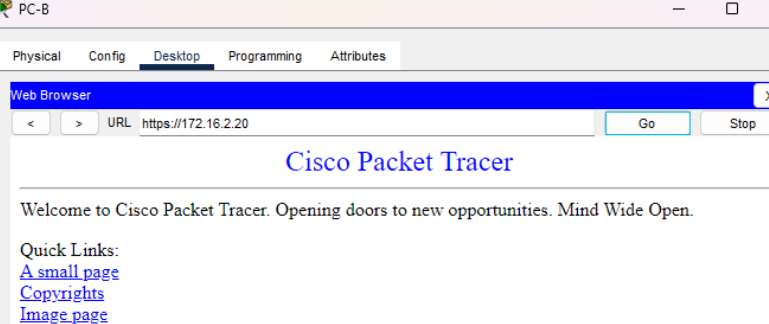 PC-B
Physical Config Desktop Programming Attributes
Web Browser X
< > URL https://172.16.2.20 Go Stop
Cisco Packet Tracer
Welcome to Cisco Packet Tracer. Opening doors to new opportunities. Mind Wide Open.
Quick Links:
A small page
Copyrights
Image page